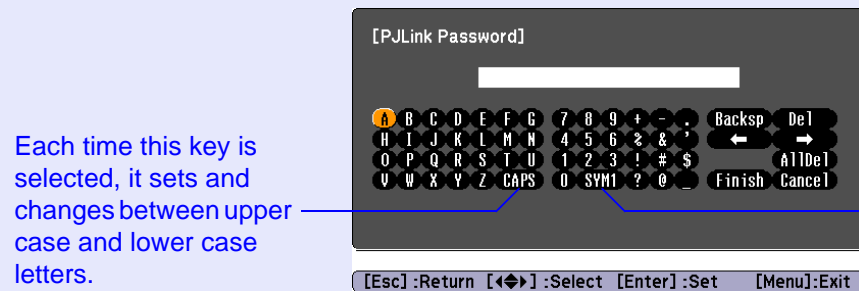 [PJLink Password]
A B C D E F G 7 8 9 + - . Backsp Del
H I J K L M N 4 5 6 % & ' ← →
O P Q R S T U 1 2 3 ! # $ AllDel
V W X Y Z CAPS 0 SYM1 ? @ _ Finish Cancel
Each time this key is
selected, it sets and
changes between upper
case and lower case
letters.
[Esc] :Return [◆] :Select [Enter] :Set [Menu]:Exit